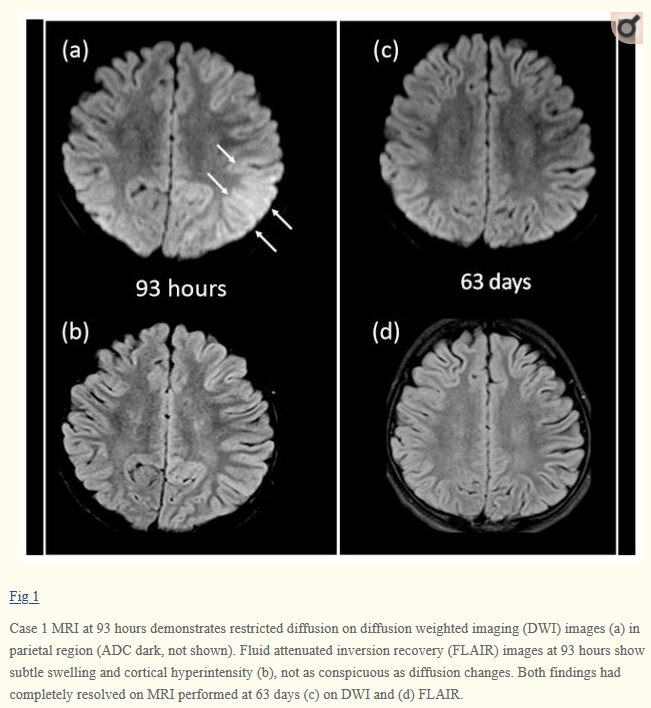 (a)
(c)
93 hours
63 days
(b)
(d)
Fig 1
Case 1 MRI at 93 hours demonstrates restricted diffusion on diffusion weighted imaging (DWI) images (a) in
parietal region (ADC dark, not shown). Fluid attenuated inversion recovery (FLAIR) images at 93 hours show
subtle swelling and cortical hyperintensity (b), not as conspicuous as diffusion changes. Both findings had
completely resolved on MRI performed at 63 days (c) on DWI and (d) FLAIR.